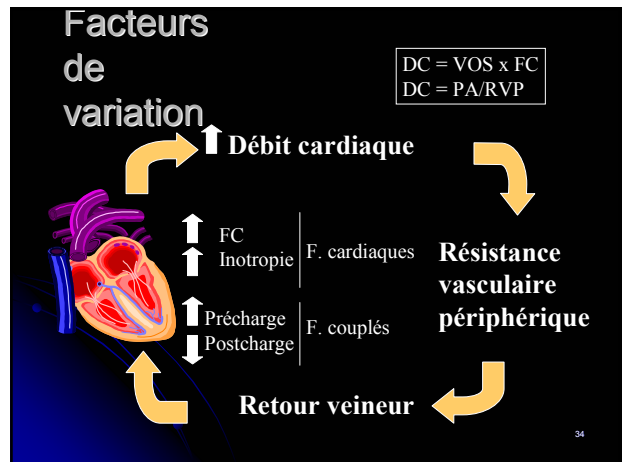 Facteurs
de
variation
DC = VOS x FC
DC = PA/RVP
Débit cardiaque
FC
Inotropie
F. cardiaques
Précharge
Postcharge
F. couplés
Résistance
vasculaire
périphérique
Retour veineur
34